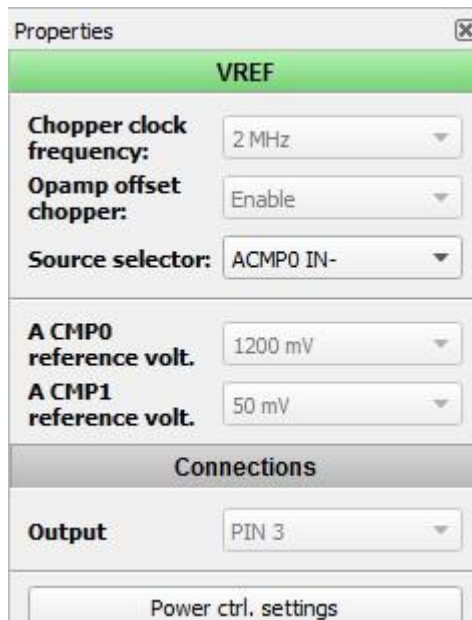 Properties
VREF
Chopper clock
frequency:
2 MHz
Opamp offset
chopper:
Enable
Source selector:
ACMP0 IN-
A CMP0
reference volt.
1200 mV
A CMP1
reference volt.
50 mV
Connections
Output
PIN 3
Power ctrl. settings